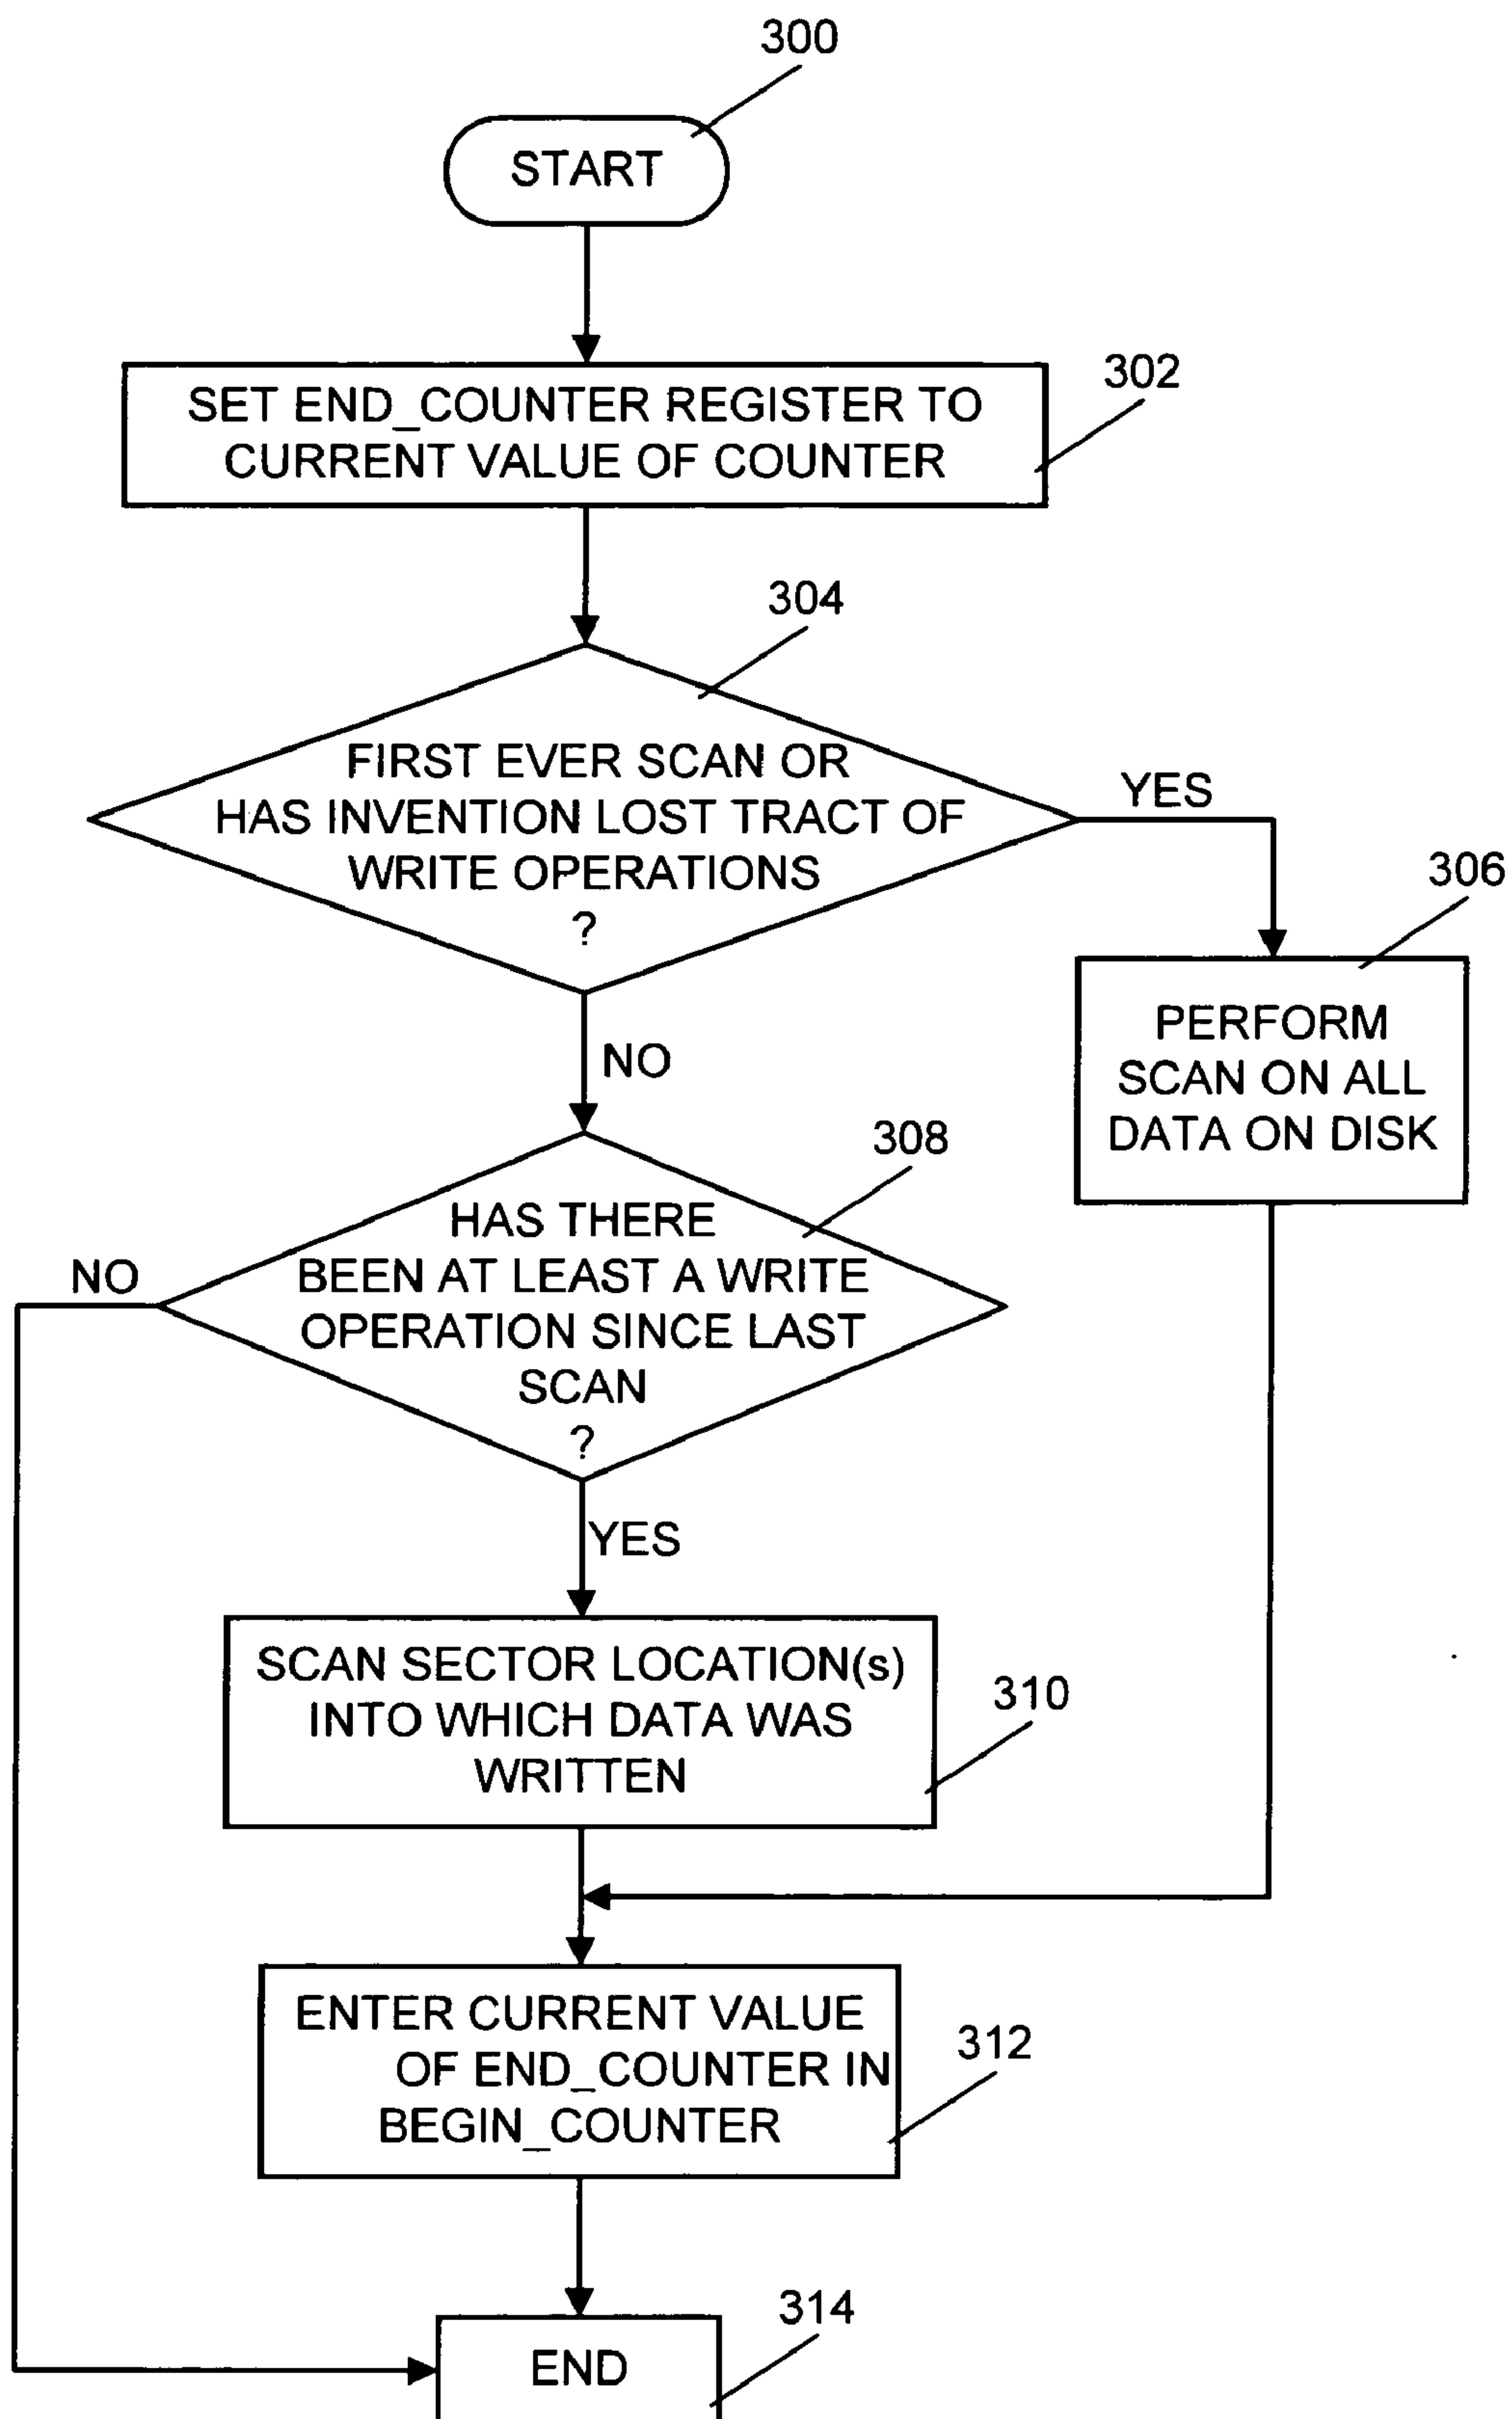 300
START
302
SET END_COUNTER REGISTER TO
CURRENT VALUE OF COUNTER
304
FIRST EVER SCAN OR
HAS INVENTION LOST TRACT OF
WRITE OPERATIONS
?
YES
306
PERFORM
SCAN ON ALL
DATA ON DISK
NO
308
HAS THERE
BEEN AT LEAST A WRITE
OPERATION SINCE LAST
SCAN
?
NO
YES
SCAN SECTOR LOCATION(s)
INTO WHICH DATA WAS
WRITTEN
310
ENTER CURRENT VALUE
OF END_COUNTER IN
BEGIN_COUNTER
312
314
END